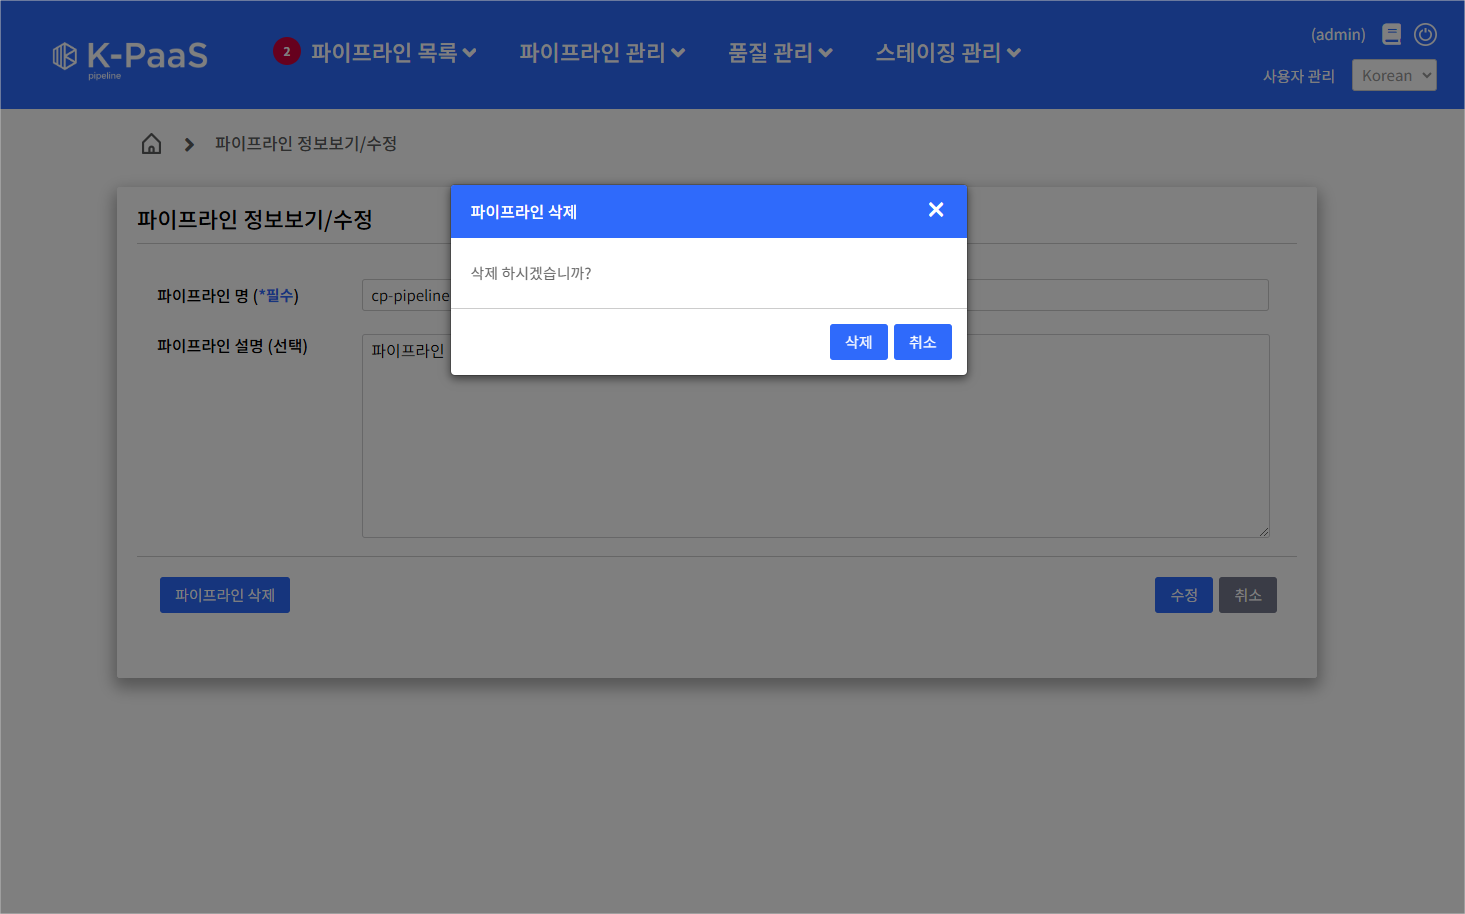 K-PaaS
pipeline
2
파이프라인 목록
파이프라인 관리
품질 관리
스테이징 관리
(admin)
사용자 관리
Korean
파이프라인 정보보기/수정
파이프라인 정보보기/수정
파이프라인 삭제
삭제 하시겠습니까?
삭제
취소
파이프라인 명 (*필수)
cp-pipeline
파이프라인 설명 (선택)
파이프라인
파이프라인 삭제
수정
취소